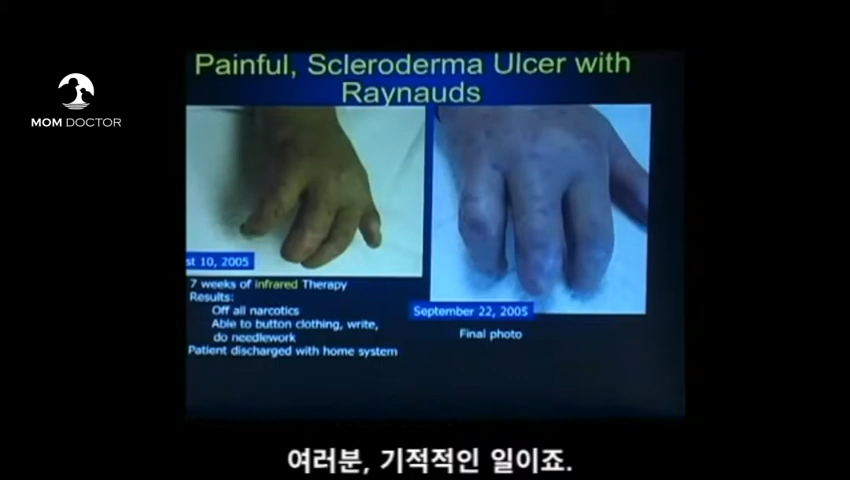 Painful, Scleroderma Ulcer with
Raynauds
MOM DOCTOR
st 10, 2005
7 weeks of infrared Therapy
Results:
Off all narcotics
Able to button clothing, write,
do needlework
Patient discharged with home system
September 22, 2005
Final photo
여러분, 기적적인 일이죠.